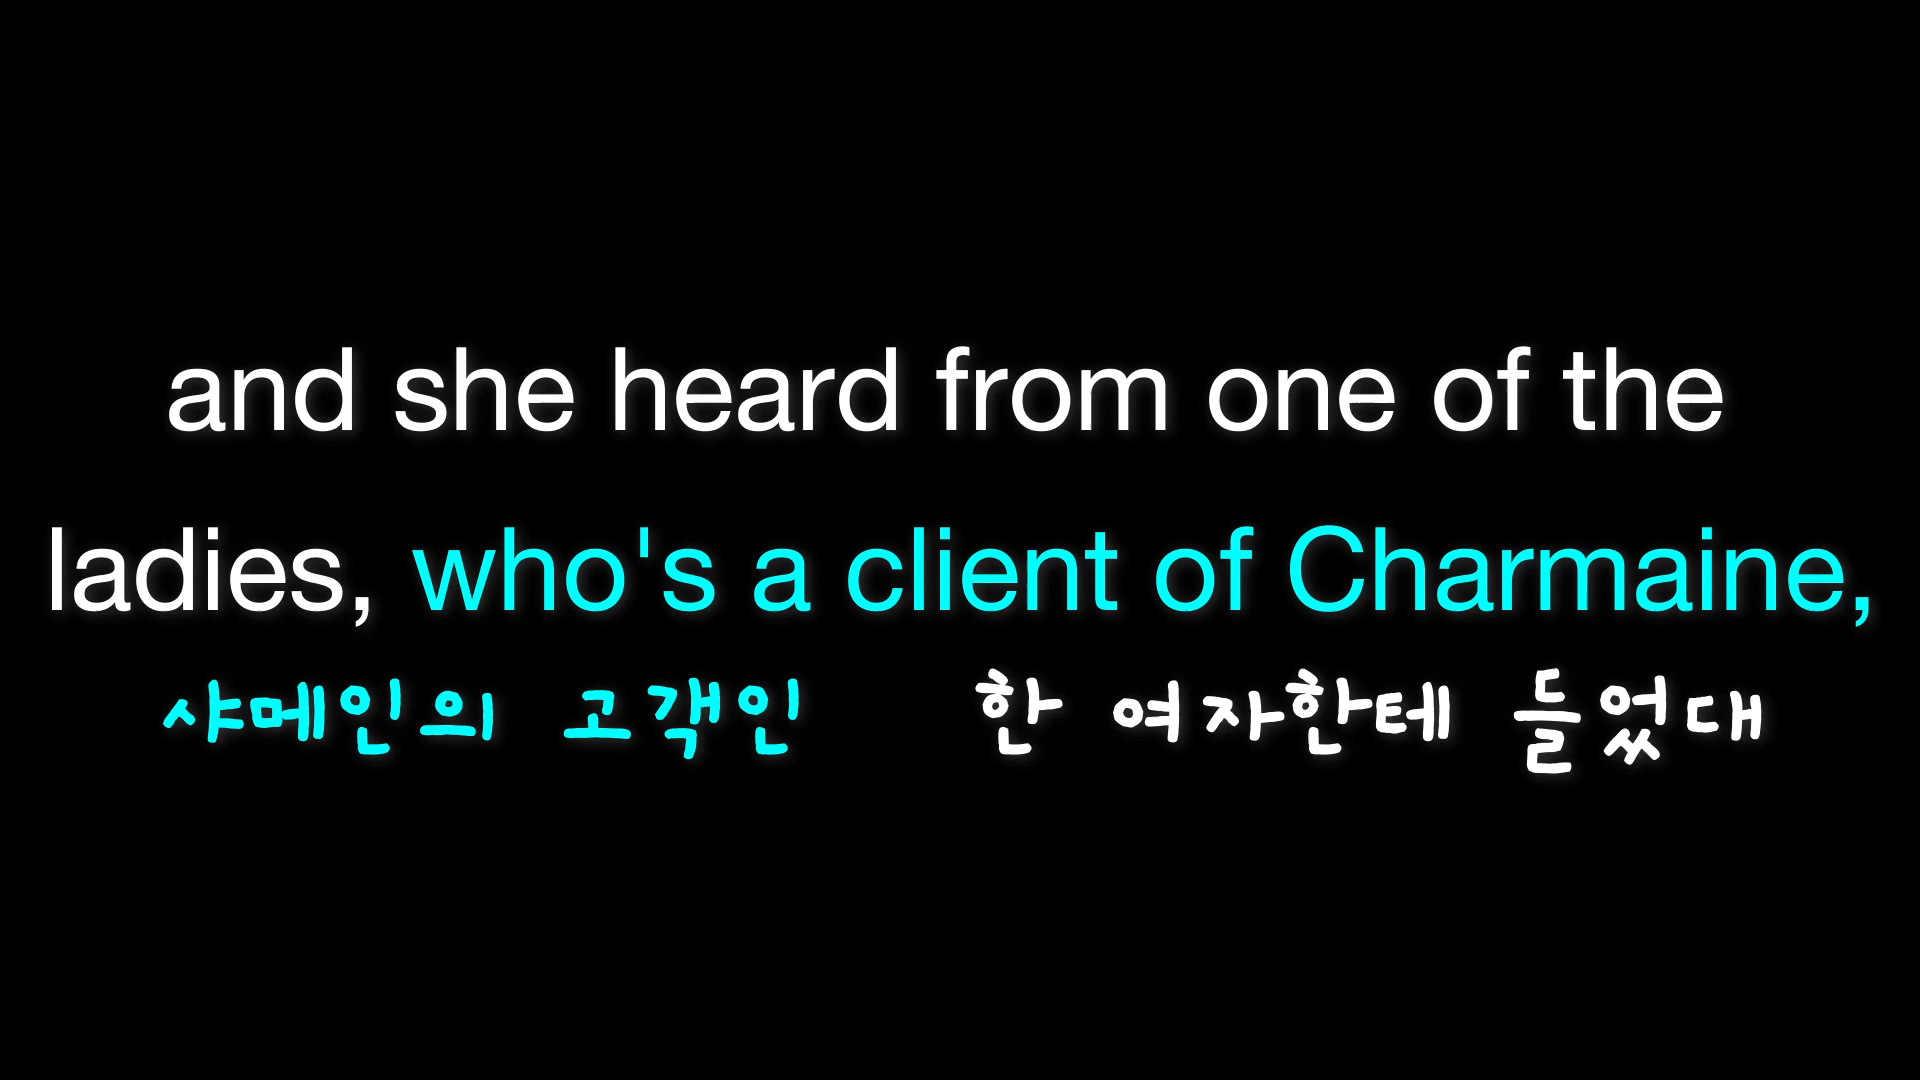 and she heard from one of the
ladies, who's a client of Charmaine,
샤메인의 고객인 한 여자한테 들었대